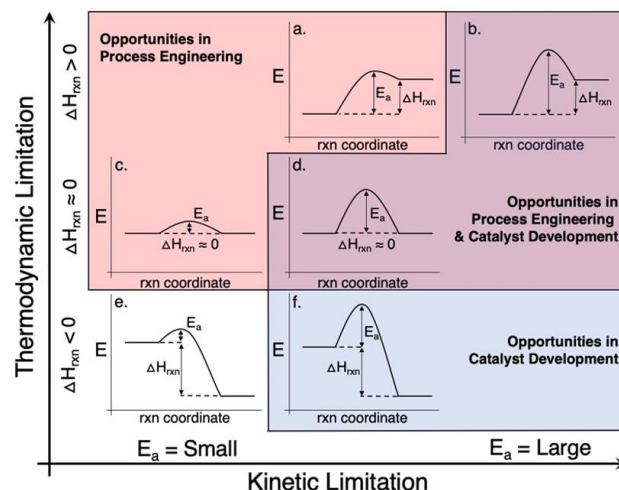 Opportunities in
Process Engineering
a.
E
Eₐ
ΔHᵣₓₙ
rxn coordinate
b.
E
Eₐ
ΔHᵣₓₙ
rxn coordinate
c.
E
Eₐ
ΔHᵣₓₙ ≈ 0
rxn coordinate
d.
E
Eₐ
ΔHᵣₓₙ ≈ 0
rxn coordinate
Opportunities in
Process Engineering
& Catalyst Development
e.
E
Eₐ
ΔHᵣₓₙ
rxn coordinate
f.
E
Eₐ
ΔHᵣₓₙ
rxn coordinate
Opportunities in
Catalyst Development
Thermodynamic Limitation
ΔHᵣₓₙ > 0
ΔHᵣₓₙ ≈ 0
ΔHᵣₓₙ < 0
Eₐ = Small
Eₐ = Large
Kinetic Limitation